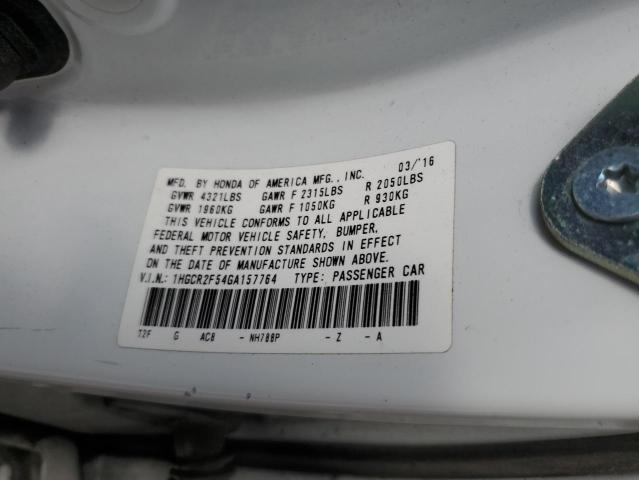 MFD. BY HONDA OF AMERICA MFG., INC. 03/'16
GVWR 4321LBS GAWR F 2315LBS R 2050LBS
GVWR 1960KG GAWR F 1050KG R 930KG
THIS VEHICLE CONFORMS TO ALL APPLICABLE
FEDERAL MOTOR VEHICLE SAFETY, BUMPER,
AND THEFT PREVENTION STANDARDS IN EFFECT
ON THE DATE OF MANUFACTURE SHOWN ABOVE.
V.I.N.: 1HGCR2F54GA157764 TYPE: PASSENGER CAR
T2F G AC8 - NH788P - Z - A